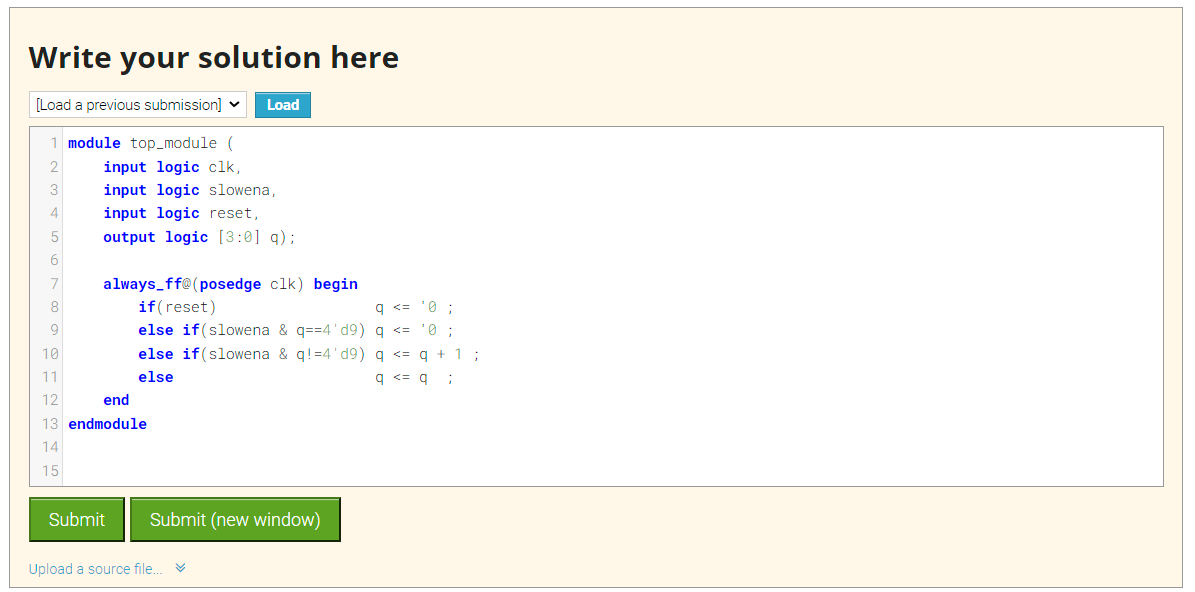 Write your solution here
[Load a previous submission] Load
1 module top_module (
2     input logic clk,
3     input logic slowena,
4     input logic reset,
5     output logic [3:0] q);
6
7     always_ff@(posedge clk) begin
8         if(reset)                  q <= '0 ;
9         else if(slowena & q==4'd9) q <= '0 ;
10         else if(slowena & q!=4'd9) q <= q + 1 ;
11         else                       q <= q  ;
12     end
13 endmodule
14
15
Submit Submit (new window)
Upload a source file...